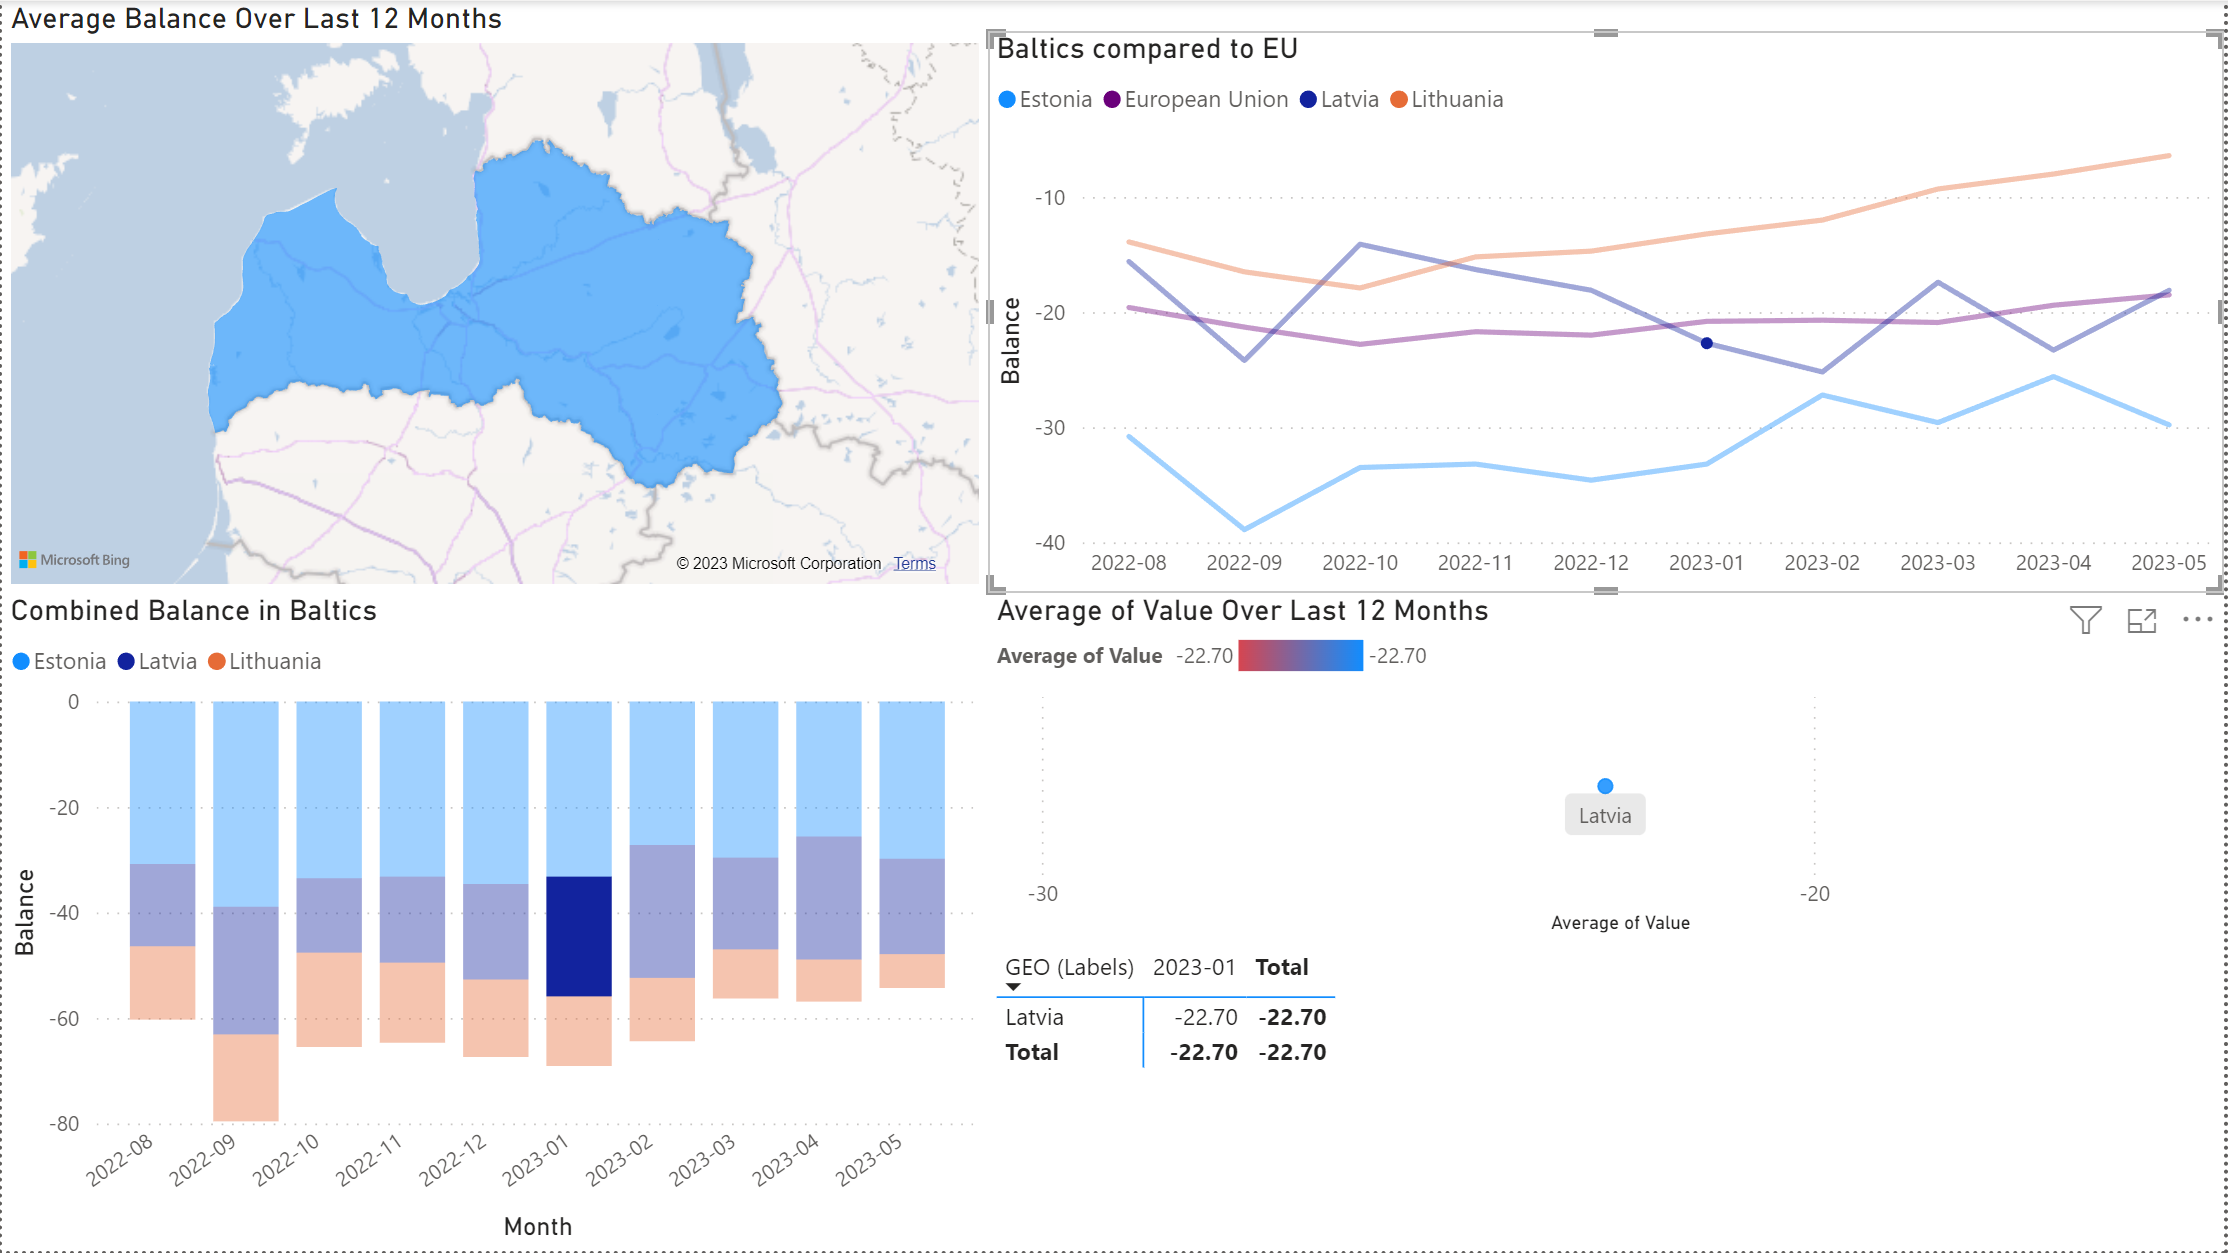 Average Balance Over Last 12 Months
Microsoft Bing
© 2023 Microsoft Corporation Terms
Baltics compared to EU
Estonia European Union Latvia Lithuania
Balance
-10
-20
-30
-40
2022-08 2022-09 2022-10 2022-11 2022-12 2023-01 2023-02 2023-03 2023-04 2023-05
Combined Balance in Baltics
Estonia Latvia Lithuania
Balance
0
-20
-40
-60
-80
2022-08 2022-09 2022-10 2022-11 2022-12 2023-01 2023-02 2023-03 2023-04 2023-05
Month
Average of Value Over Last 12 Months
Average of Value -22.70 -22.70
Latvia
-30 -20
Average of Value
GEO (Labels) 2023-01 Total
Latvia -22.70 -22.70
Total -22.70 -22.70